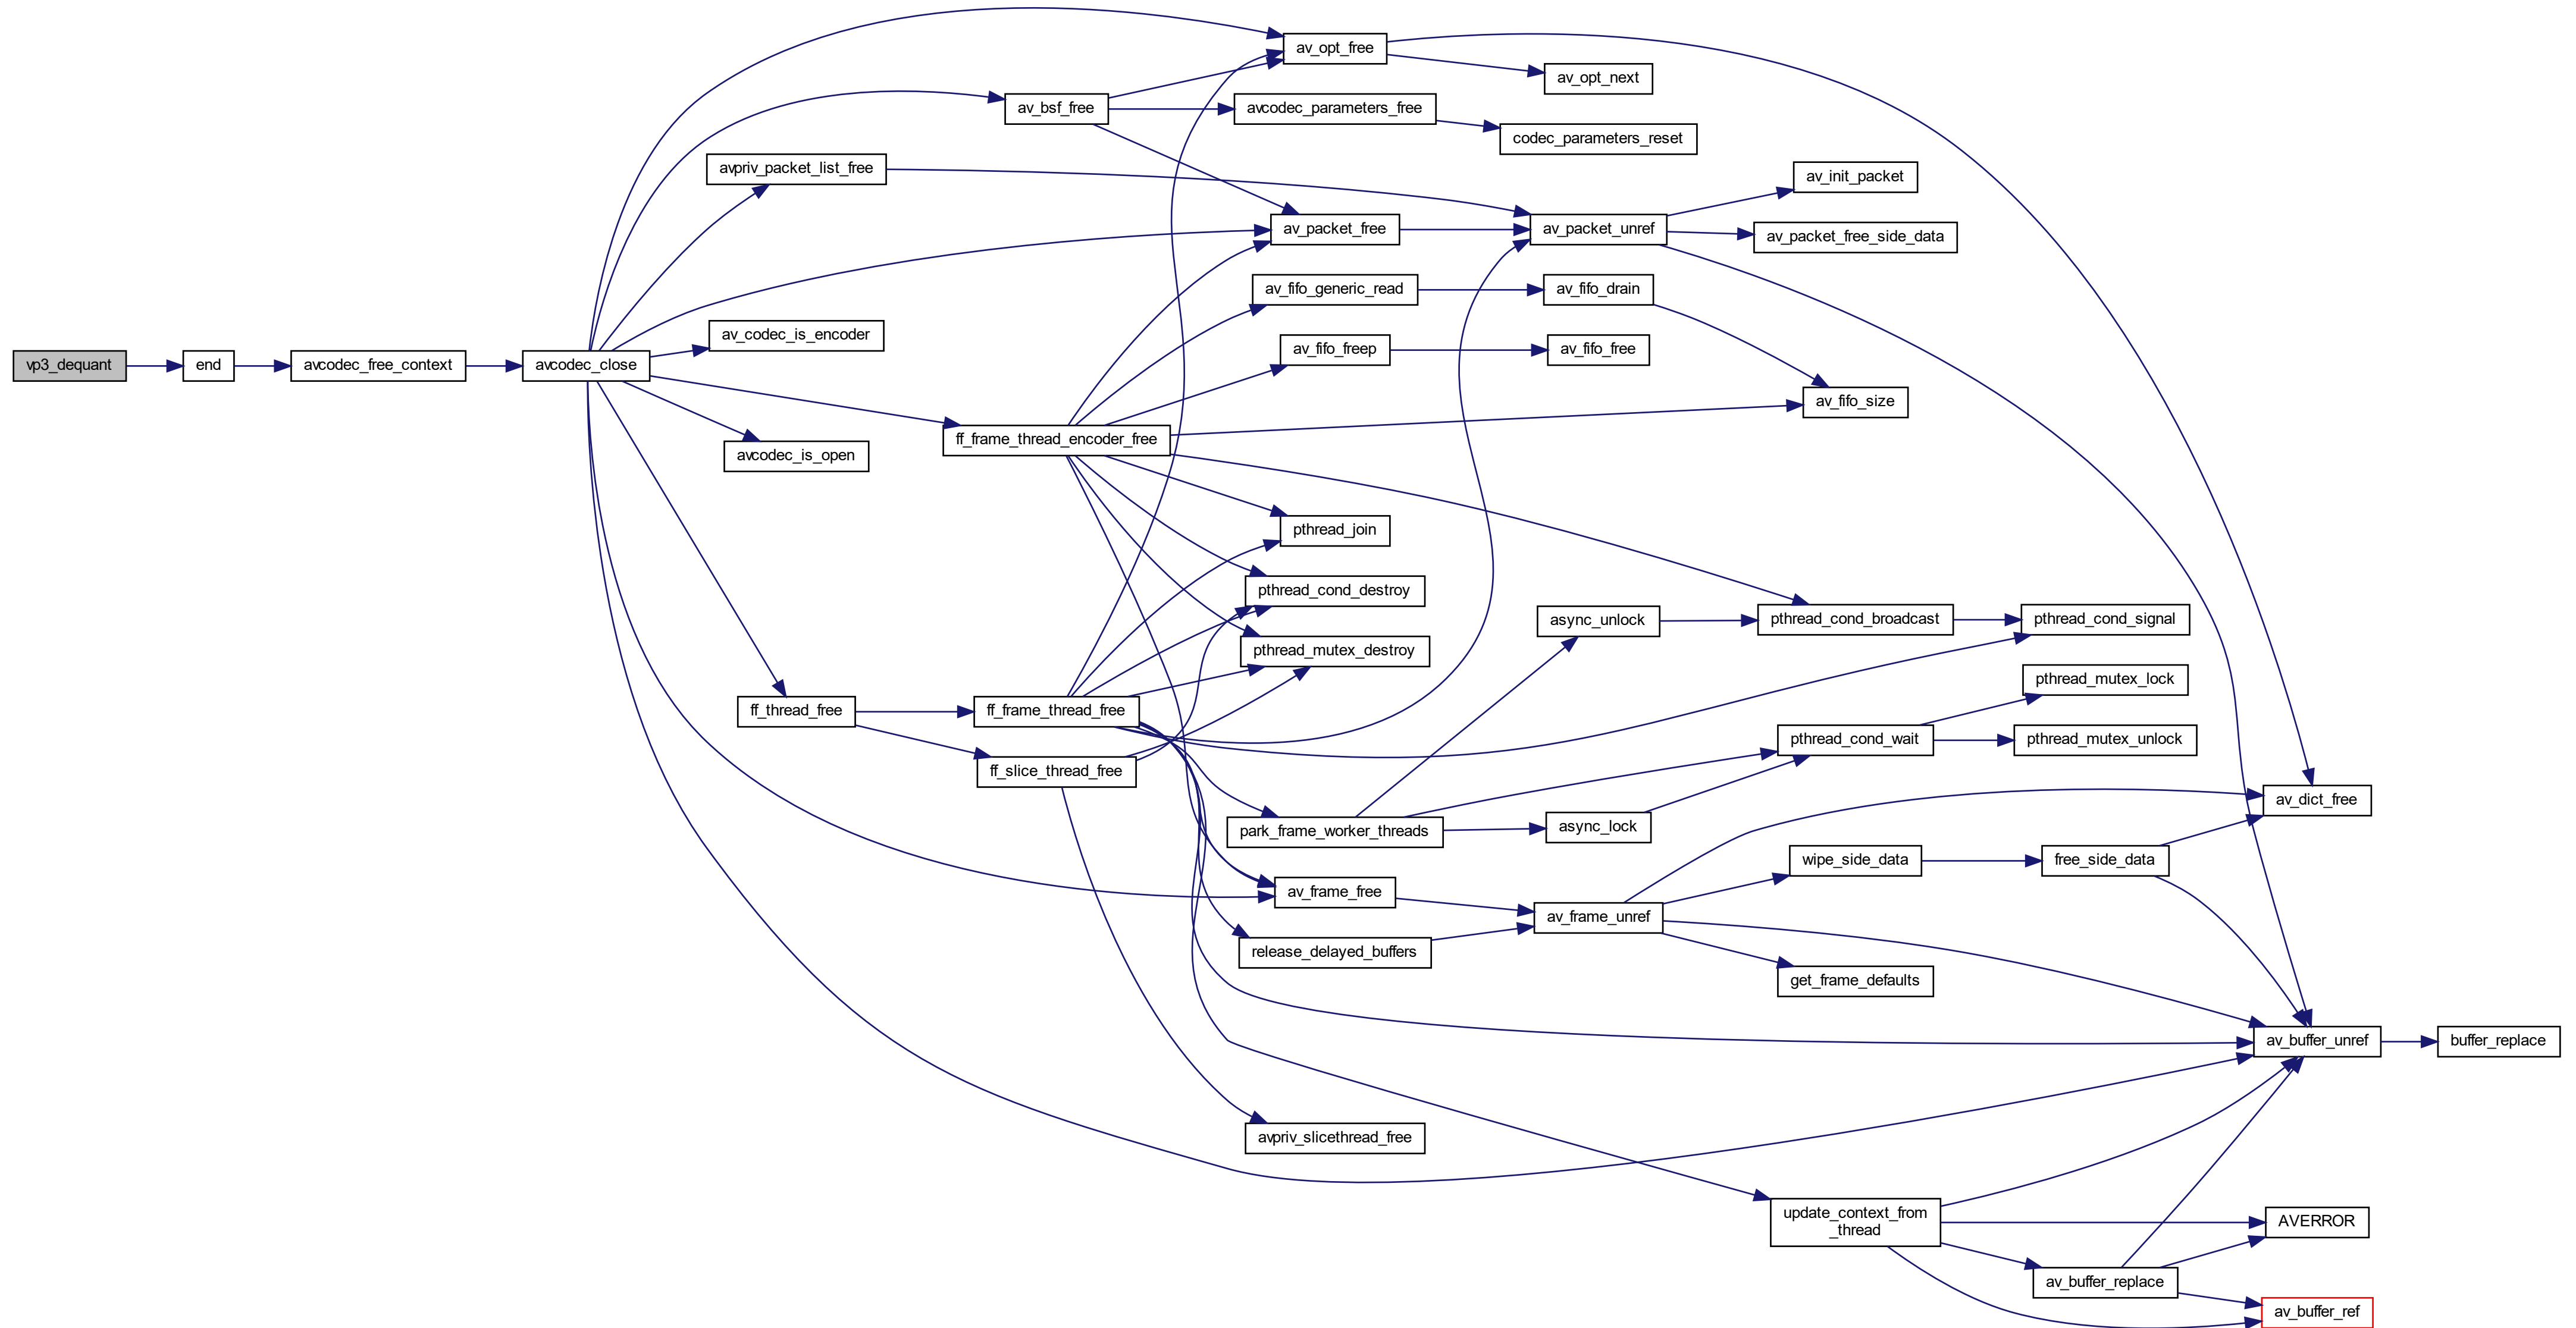 av_opt_free
av_opt_next
av_bsf_free
avcodec_parameters_free
codec_parameters_reset
avpriv_packet_list_free
av_init_packet
av_packet_free
av_packet_unref
av_packet_free_side_data
av_fifo_generic_read
av_fifo_drain
av_codec_is_encoder
av_fifo_freep
av_fifo_free
vp3_dequant
end
avcodec_free_context
avcodec_close
av_fifo_size
ff_frame_thread_encoder_free
avcodec_is_open
pthread_join
pthread_cond_destroy
async_unlock
pthread_cond_broadcast
pthread_cond_signal
pthread_mutex_destroy
pthread_mutex_lock
ff_thread_free
ff_frame_thread_free
pthread_cond_wait
pthread_mutex_unlock
ff_slice_thread_free
av_dict_free
park_frame_worker_threads
async_lock
wipe_side_data
free_side_data
av_frame_free
av_frame_unref
release_delayed_buffers
get_frame_defaults
av_buffer_unref
buffer_replace
avpriv_slicethread_free
update_context_from
_thread
AVERROR
av_buffer_replace
av_buffer_ref